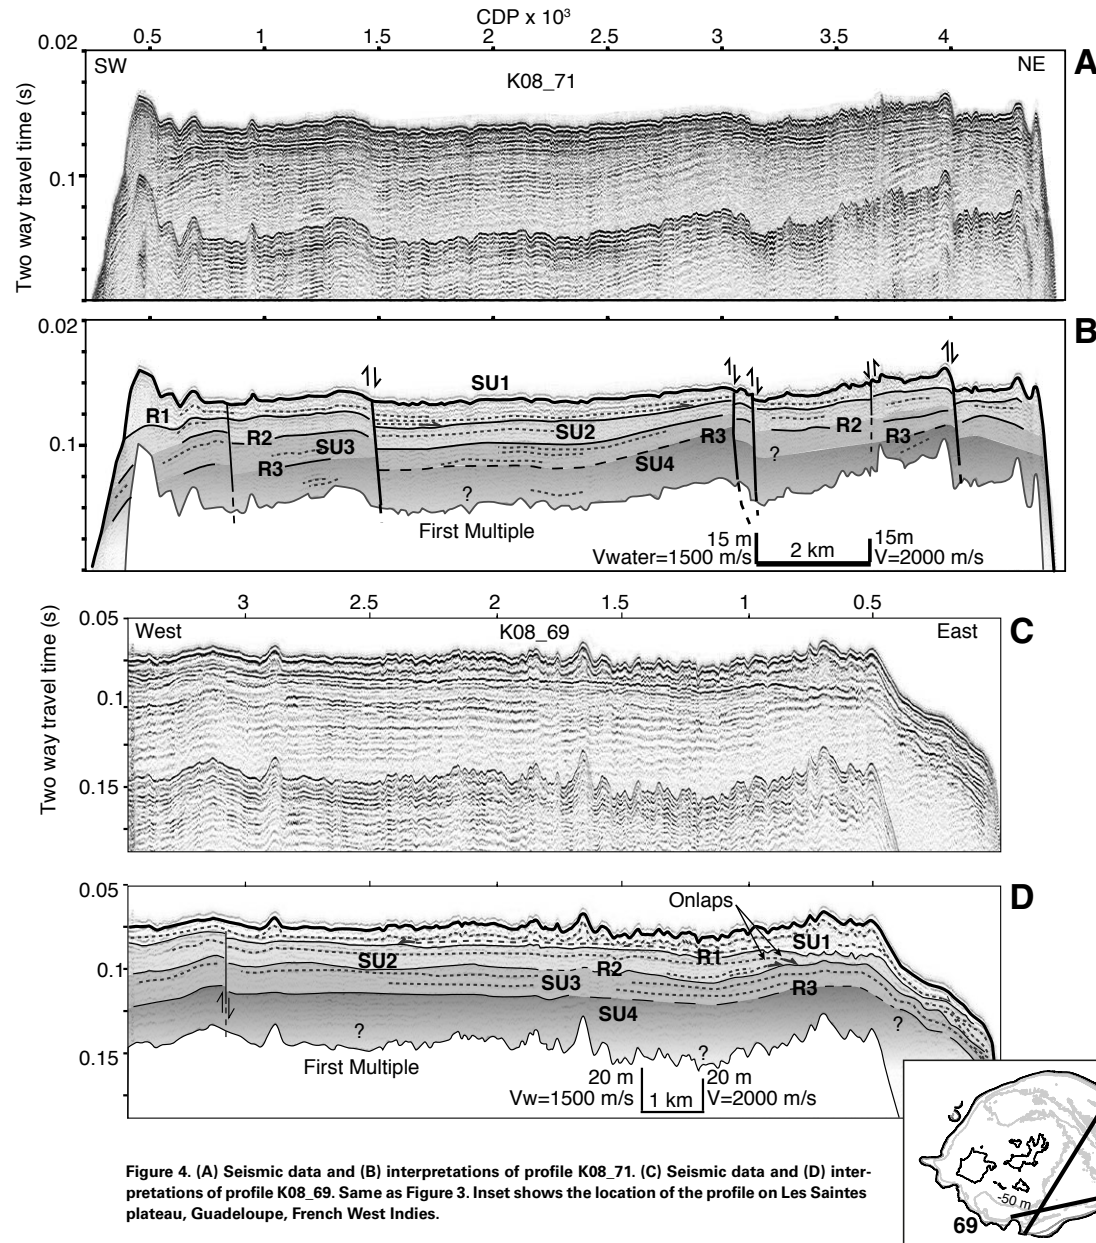 CDP x 10³
0.5 1 1.5 2 2.5 3 3.5 4
0.02
SW K08_71 NE A
Two way travel time (s)
0.1
0.02
B
SU1
R1 R2 SU3 R3 SU2 SU4 R3 R2 R3
0.1
? ?
First Multiple
15 m 15m
Vwater=1500 m/s 2 km V=2000 m/s
3 2.5 2 1.5 1 0.5
0.05
West K08_69 East C
Two way travel time (s)
0.1
0.15
0.05
D
Onlaps
SU1
SU2 R1
0.1
R2
SU3 R3
SU4
? ? ?
0.15
First Multiple
20 m 20 m
Vw=1500 m/s 1 km V=2000 m/s
-50 m
69
Figure 4. (A) Seismic data and (B) interpretations of profile K08_71. (C) Seismic data and (D) inter-
pretations of profile K08_69. Same as Figure 3. Inset shows the location of the profile on Les Saintes
plateau, Guadeloupe, French West Indies.